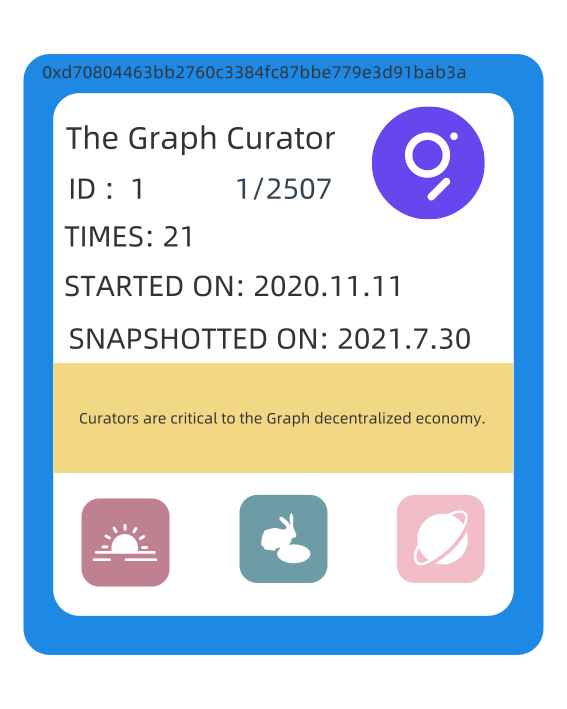 0xd70804463bb2760c3384fc87bbe779e3d91bab3a
The Graph Curator
ID : 1 1/2507
TIMES: 21
STARTED ON: 2020.11.11
SNAPSHOTTED ON: 2021.7.30
Curators are critical to the Graph decentralized economy.